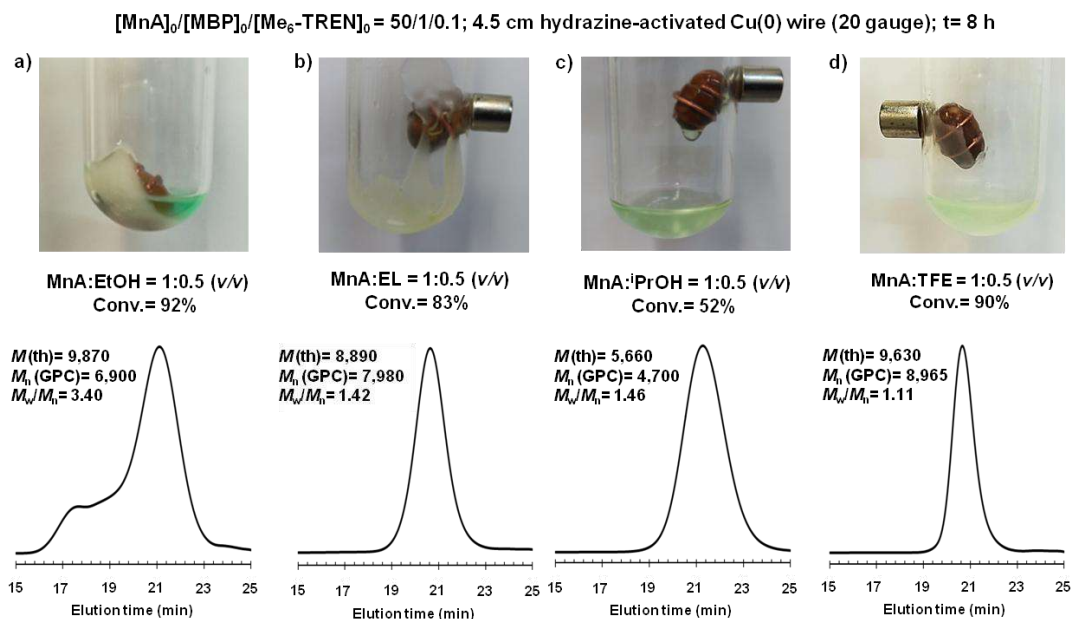 [MnA]₀/[MBP]₀/[Me₆-TREN]₀ = 50/1/0.1; 4.5 cm hydrazine-activated Cu(0) wire (20 gauge); t= 8 h
a)
b)
c)
d)
MnA:EtOH = 1:0.5 (v/v)
Conv.= 92%
MnA:EL = 1:0.5 (v/v)
Conv.= 83%
MnA:ⁱPrOH = 1:0.5 (v/v)
Conv.= 52%
MnA:TFE = 1:0.5 (v/v)
Conv.= 90%
M(th)= 9,870
Mₙ (GPC)= 6,900
M_w/Mₙ= 3.40
M(th)= 8,890
Mₙ (GPC)= 7,980
M_w/Mₙ= 1.42
M(th)= 5,660
Mₙ (GPC)= 4,700
M_w/Mₙ= 1.46
M(th)= 9,630
Mₙ (GPC)= 8,965
M_w/Mₙ= 1.11
15 17 19 21 23 25
Elution time (min)
15 17 19 21 23 25
Elution time (min)
15 17 19 21 23 25
Elution time (min)
15 17 19 21 23 25
Elution time (min)